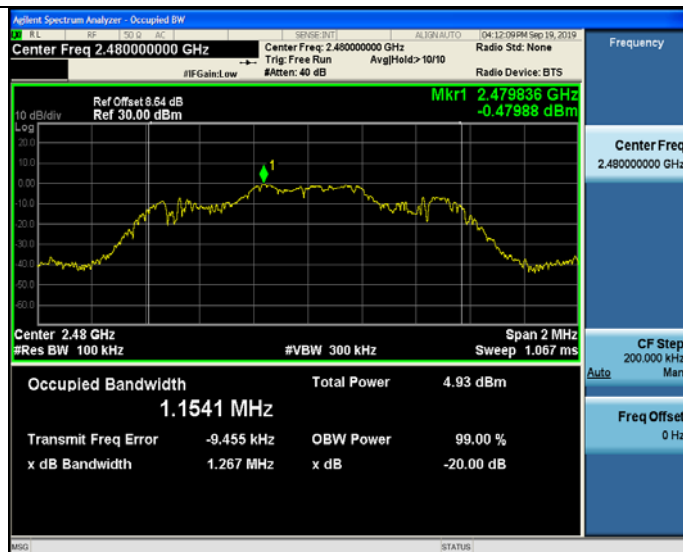 Agilent Spectrum Analyzer - Occupied BW
RL RF 50 Ω AC SENSE:INT ALIGN AUTO 04:12:09 PM Sep 19, 2019
Center Freq 2.480000000 GHz Center Freq: 2.480000000 GHz Radio Std: None
Trig: Free Run Avg|Hold:> 10/10
#IFGain:Low #Atten: 40 dB Radio Device: BTS
Ref Offset 8.64 dB Mkr1 2.479836 GHz
10 dB/div Ref 30.00 dBm -0.47988 dBm
Log
20.0
10.0
1
0.00
-10.0
-20.0
-30.0
-40.0
-50.0
-60.0
Center 2.48 GHz Span 2 MHz
#Res BW 100 kHz #VBW 300 kHz Sweep 1.067 ms
Occupied Bandwidth Total Power 4.93 dBm
1.1541 MHz
Transmit Freq Error -9.455 kHz OBW Power 99.00 %
x dB Bandwidth 1.267 MHz x dB -20.00 dB
Frequency
Center Freq
2.480000000 GHz
CF Step
200.000 kHz
Auto Man
Freq Offset
0 Hz
MSG STATUS